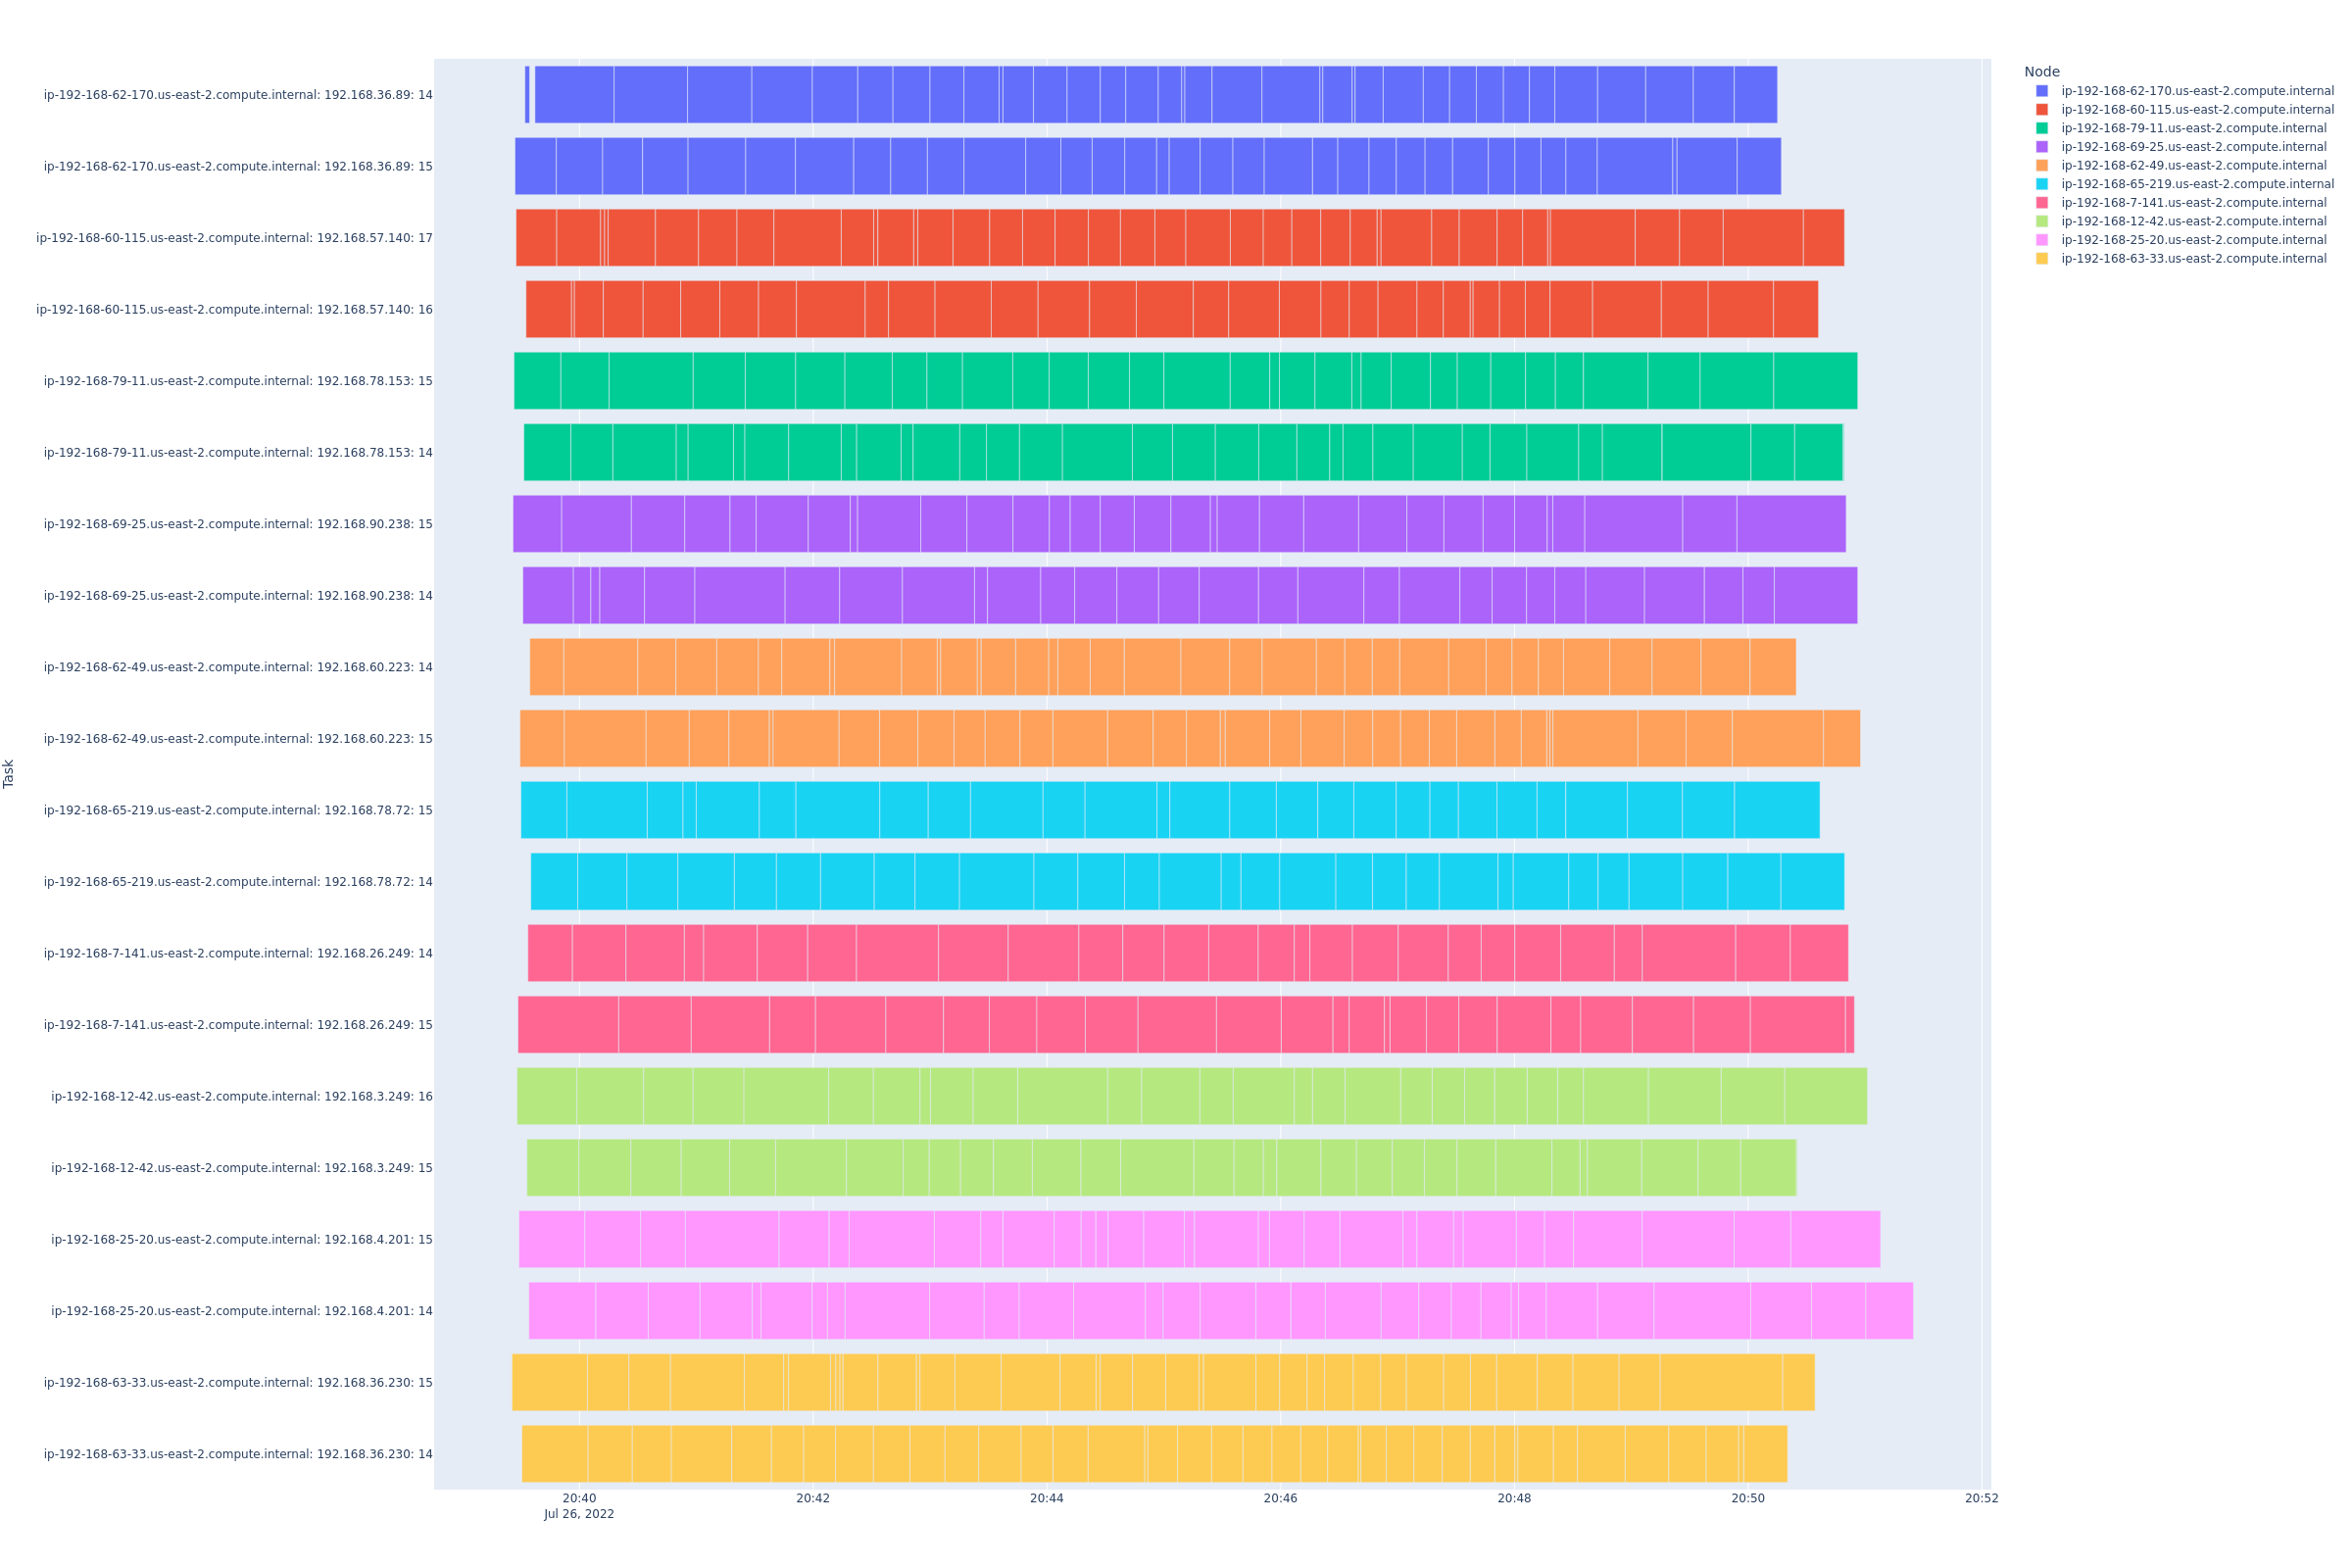 Node
ip-192-168-62-170.us-east-2.compute.internal
ip-192-168-60-115.us-east-2.compute.internal
ip-192-168-79-11.us-east-2.compute.internal
ip-192-168-69-25.us-east-2.compute.internal
ip-192-168-62-49.us-east-2.compute.internal
ip-192-168-65-219.us-east-2.compute.internal
ip-192-168-7-141.us-east-2.compute.internal
ip-192-168-12-42.us-east-2.compute.internal
ip-192-168-25-20.us-east-2.compute.internal
ip-192-168-63-33.us-east-2.compute.internal
Task
ip-192-168-62-170.us-east-2.compute.internal: 192.168.36.89: 14
ip-192-168-62-170.us-east-2.compute.internal: 192.168.36.89: 15
ip-192-168-60-115.us-east-2.compute.internal: 192.168.57.140: 17
ip-192-168-60-115.us-east-2.compute.internal: 192.168.57.140: 16
ip-192-168-79-11.us-east-2.compute.internal: 192.168.78.153: 15
ip-192-168-79-11.us-east-2.compute.internal: 192.168.78.153: 14
ip-192-168-69-25.us-east-2.compute.internal: 192.168.90.238: 15
ip-192-168-69-25.us-east-2.compute.internal: 192.168.90.238: 14
ip-192-168-62-49.us-east-2.compute.internal: 192.168.60.223: 14
ip-192-168-62-49.us-east-2.compute.internal: 192.168.60.223: 15
ip-192-168-65-219.us-east-2.compute.internal: 192.168.78.72: 15
ip-192-168-65-219.us-east-2.compute.internal: 192.168.78.72: 14
ip-192-168-7-141.us-east-2.compute.internal: 192.168.26.249: 14
ip-192-168-7-141.us-east-2.compute.internal: 192.168.26.249: 15
ip-192-168-12-42.us-east-2.compute.internal: 192.168.3.249: 16
ip-192-168-12-42.us-east-2.compute.internal: 192.168.3.249: 15
ip-192-168-25-20.us-east-2.compute.internal: 192.168.4.201: 15
ip-192-168-25-20.us-east-2.compute.internal: 192.168.4.201: 14
ip-192-168-63-33.us-east-2.compute.internal: 192.168.36.230: 15
ip-192-168-63-33.us-east-2.compute.internal: 192.168.36.230: 14
20:40 20:42 20:44 20:46 20:48 20:50 20:52
Jul 26, 2022